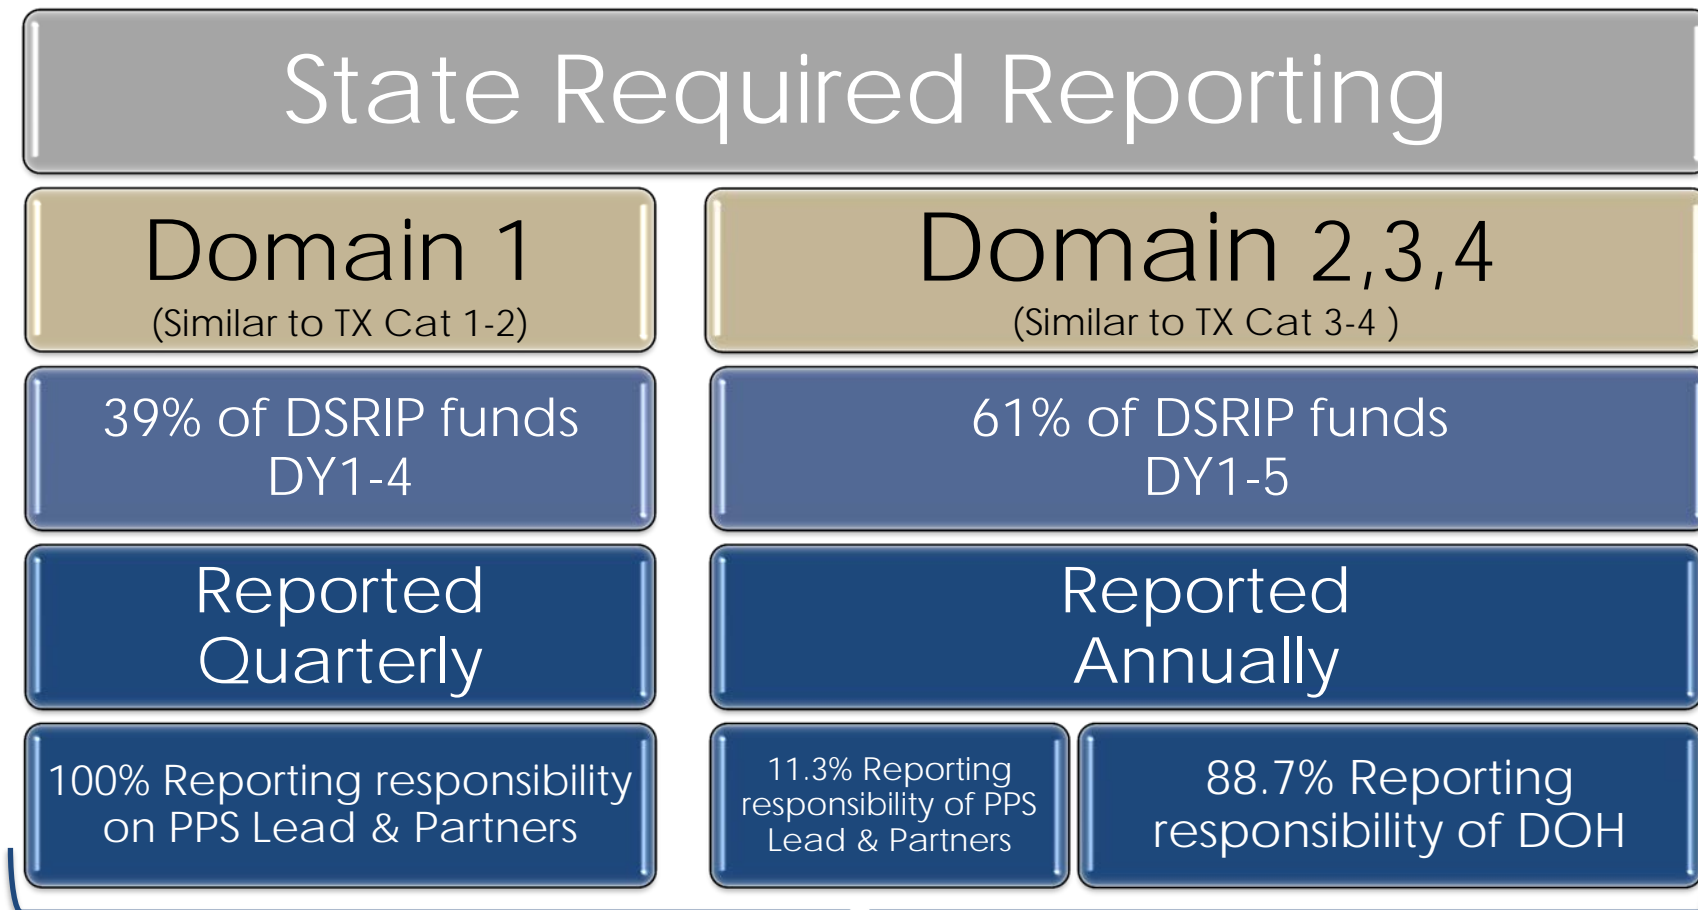 State Required Reporting
Domain 1
(Similar to TX Cat 1-2)
Domain 2,3,4
(Similar to TX Cat 3-4 )
39% of DSRIP funds
DY1-4
61% of DSRIP funds
DY1-5
Reported
Quarterly
Reported
Annually
100% Reporting responsibility
on PPS Lead & Partners
11.3% Reporting
responsibility of PPS
Lead & Partners
88.7% Reporting
responsibility of DOH